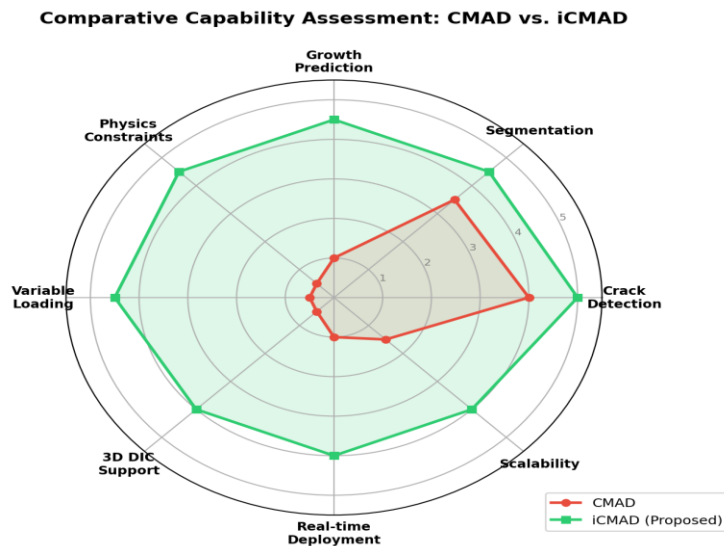 Comparative Capability Assessment: CMAD vs. iCMAD
Growth
Prediction
Physics
Constraints
Segmentation
5
4
3
2
1
Variable
Loading
Crack
Detection
3D DIC
Support
Scalability
Real-time
Deployment
CMAD
iCMAD (Proposed)